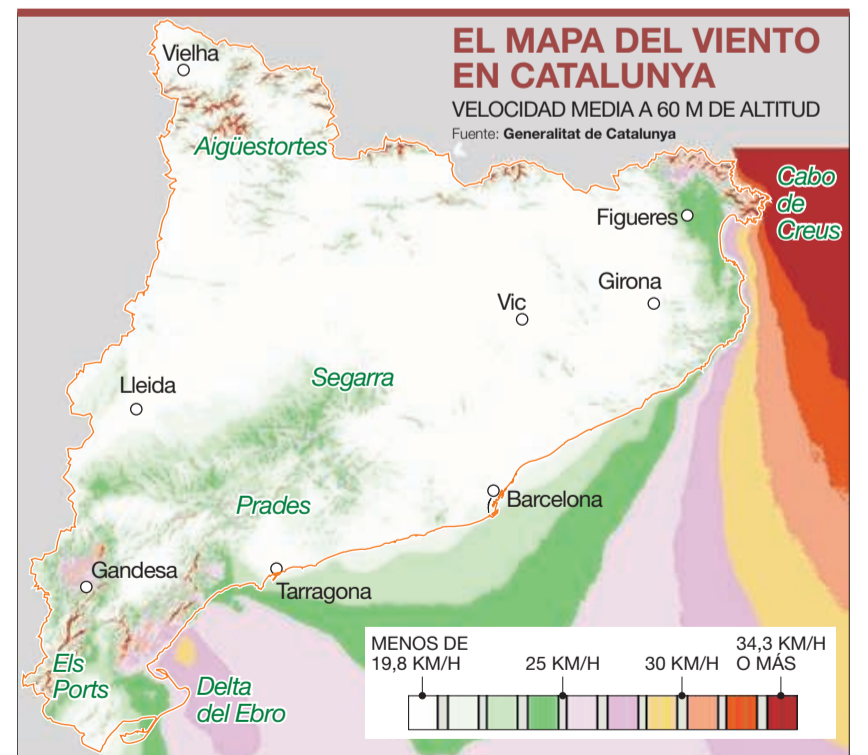 EL MAPA DEL VIENTO
EN CATALUNYA
VELOCIDAD MEDIA A 60 M DE ALTITUD
Fuente: Generalitat de Catalunya
Vielha
Aigüestortes
Cabo
de
Creus
Figueres
Girona
Vic
Lleida
Segarra
Prades
Barcelona
Gandesa
Tarragona
Els
Ports
Delta
del Ebro
MENOS DE
19,8 KM/H
25 KM/H
30 KM/H
34,3 KM/H
O MÁS